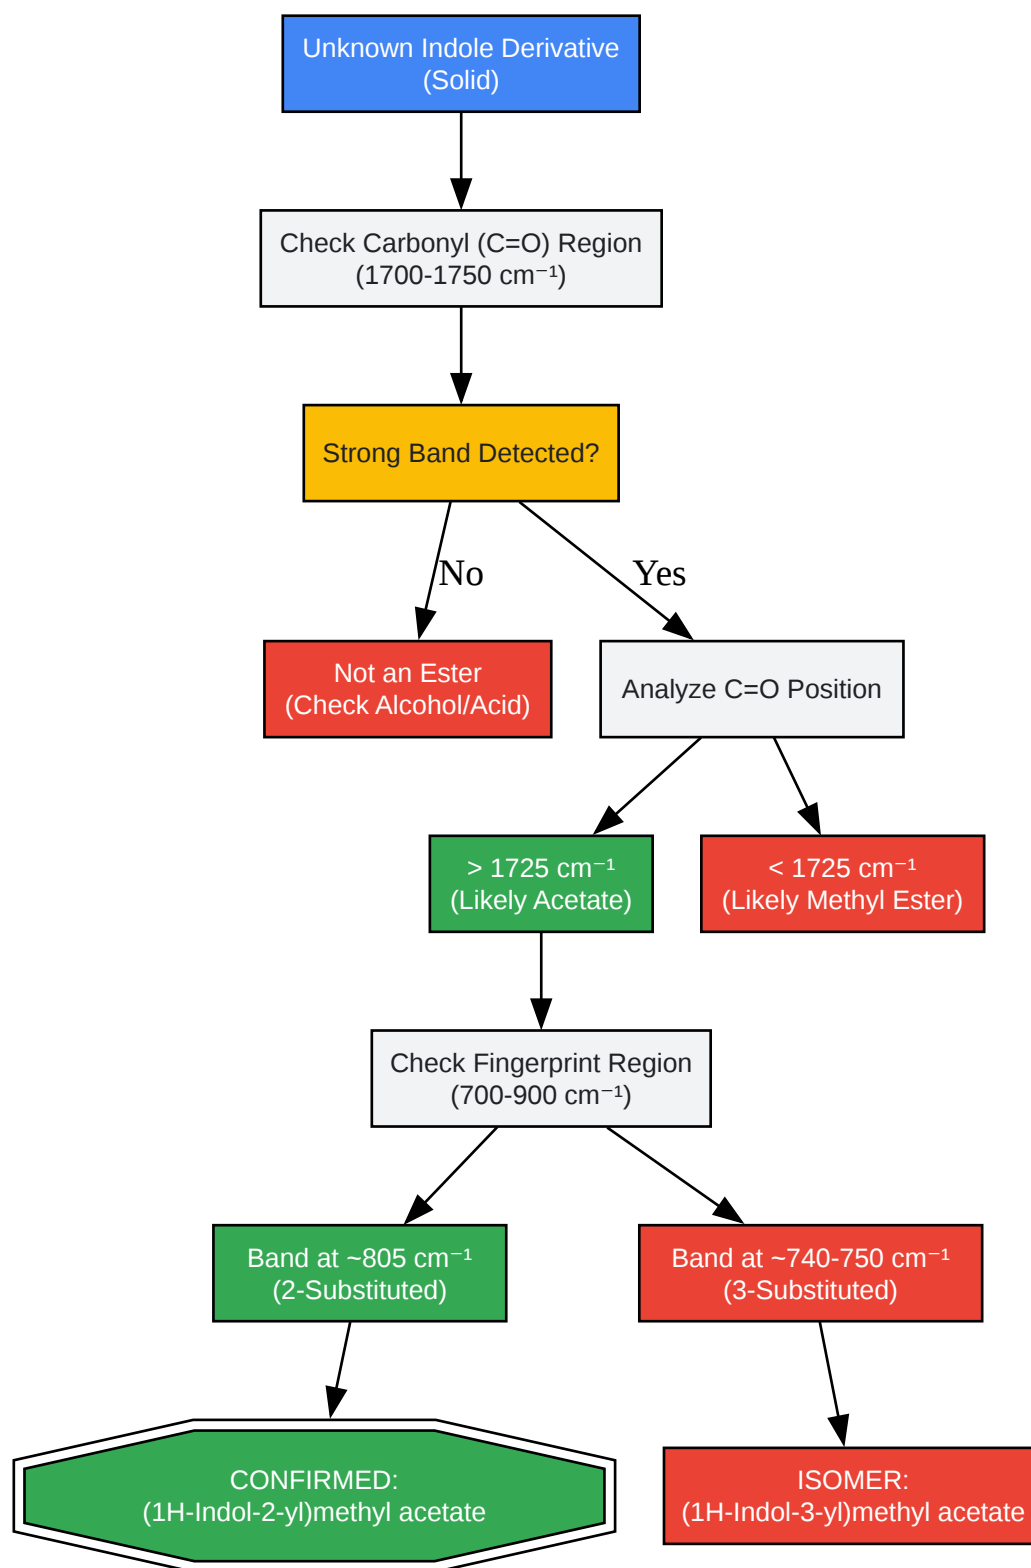 Unknown Indole Derivative
(Solid)
Check Carbonyl (C=O) Region
(1700-1750 cm⁻¹)
Strong Band Detected?
No
Yes
Not an Ester
(Check Alcohol/Acid)
Analyze C=O Position
> 1725 cm⁻¹
(Likely Acetate)
< 1725 cm⁻¹
(Likely Methyl Ester)
Check Fingerprint Region
(700-900 cm⁻¹)
Band at ~805 cm⁻¹
(2-Substituted)
Band at ~740-750 cm⁻¹
(3-Substituted)
CONFIRMED:
(1H-Indol-2-yl)methyl acetate
ISOMER:
(1H-Indol-3-yl)methyl acetate